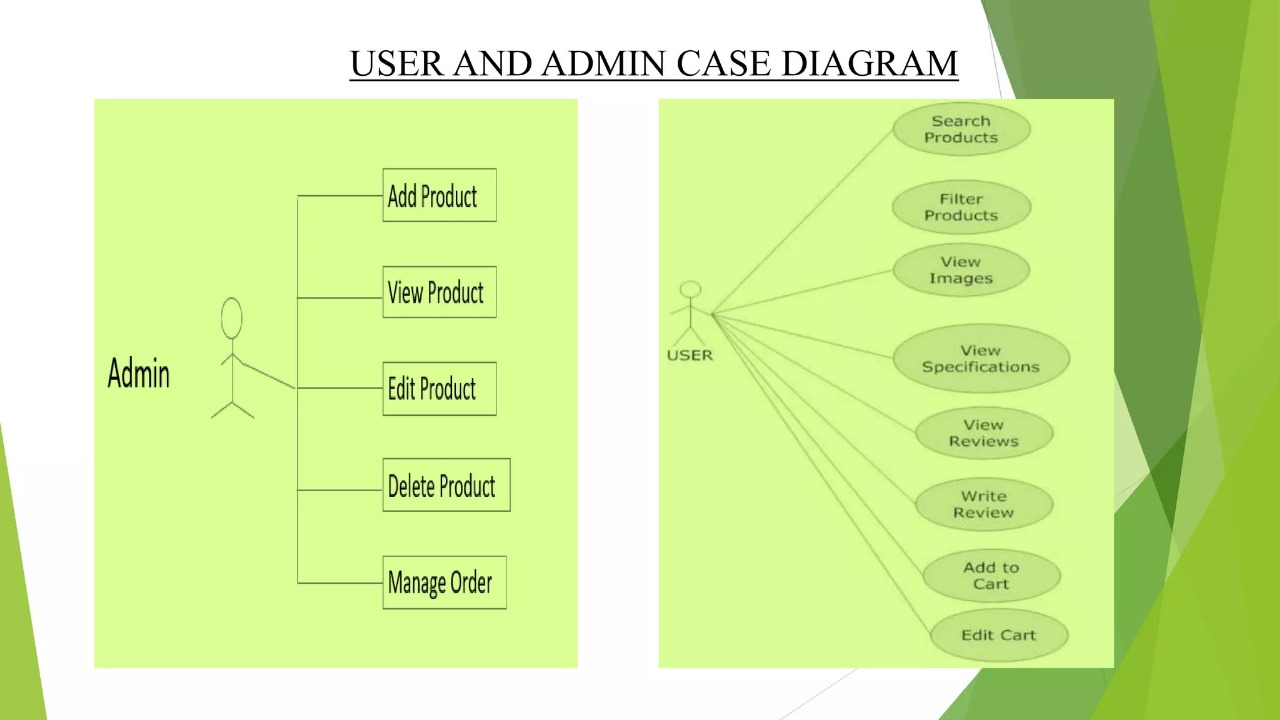 USER AND ADMIN CASE DIAGRAM
Admin
Add Product
View Product
Edit Product
Delete Product
Manage Order
USER
Search
Products
Filter
Products
View
Images
View
Specifications
View
Reviews
Write
Review
Add to
Cart
Edit Cart